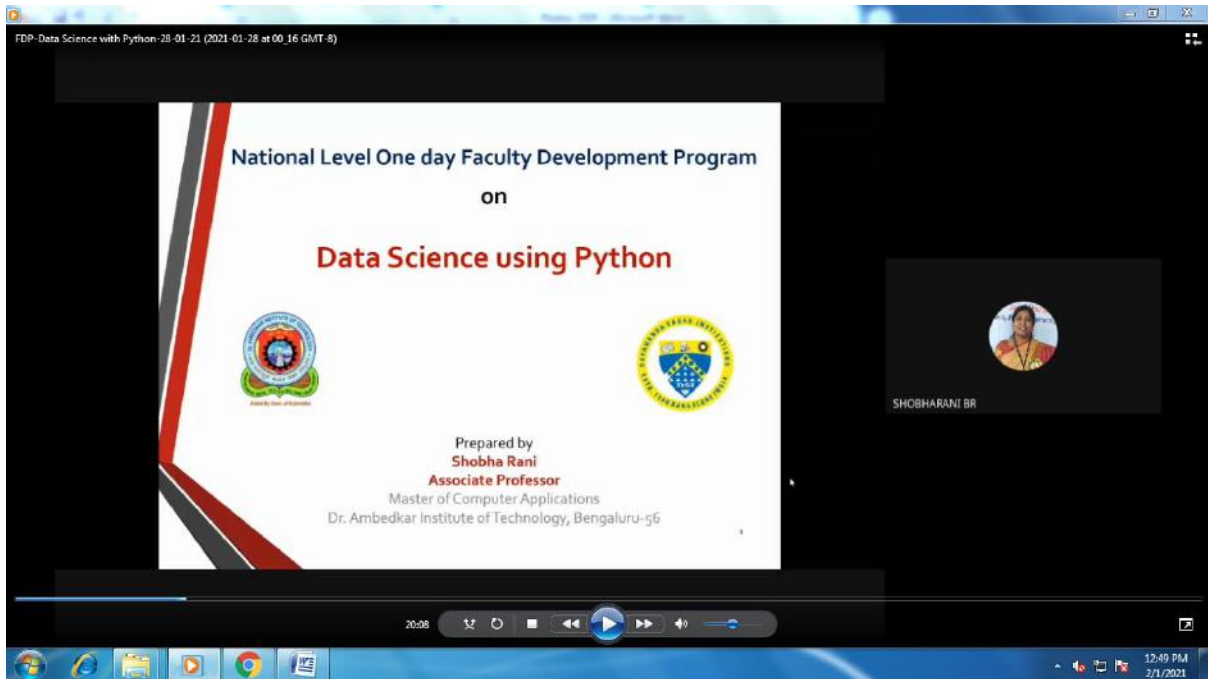 FDP-Data Science with Python-28-01-21 (2021-01-28 at 00_16 GMT-8)
National Level One day Faculty Development Program
on
Data Science using Python
Prepared by
Shobha Rani
Associate Professor
Master of Computer Applications
Dr. Ambedkar Institute of Technology, Bengaluru-56
1
SHOBHARANI BR
20:08
12:49 PM
2/1/2021